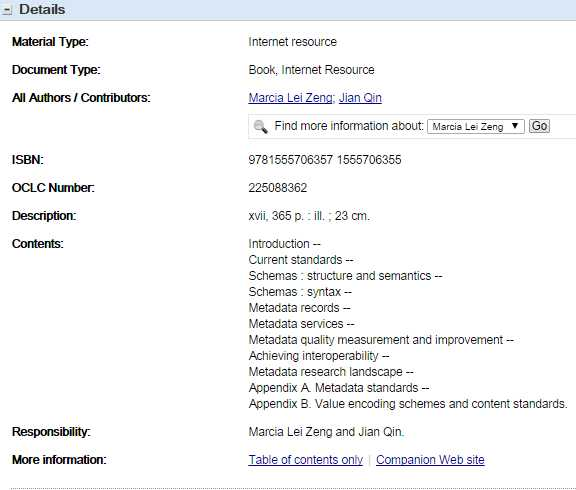 Details
Material Type: Internet resource
Document Type: Book, Internet Resource
All Authors / Contributors: Marcia Lei Zeng; Jian Qin
Find more information about: Marcia Lei Zeng Go
ISBN: 9781555706357 1555706355
OCLC Number: 225088362
Description: xvii, 365 p. : ill. ; 23 cm.
Contents: Introduction --
Current standards --
Schemas : structure and semantics --
Schemas : syntax --
Metadata records --
Metadata services --
Metadata quality measurement and improvement --
Achieving interoperability --
Metadata research landscape --
Appendix A. Metadata standards --
Appendix B. Value encoding schemes and content standards.
Responsibility: Marcia Lei Zeng and Jian Qin.
More information: Table of contents only | Companion Web site